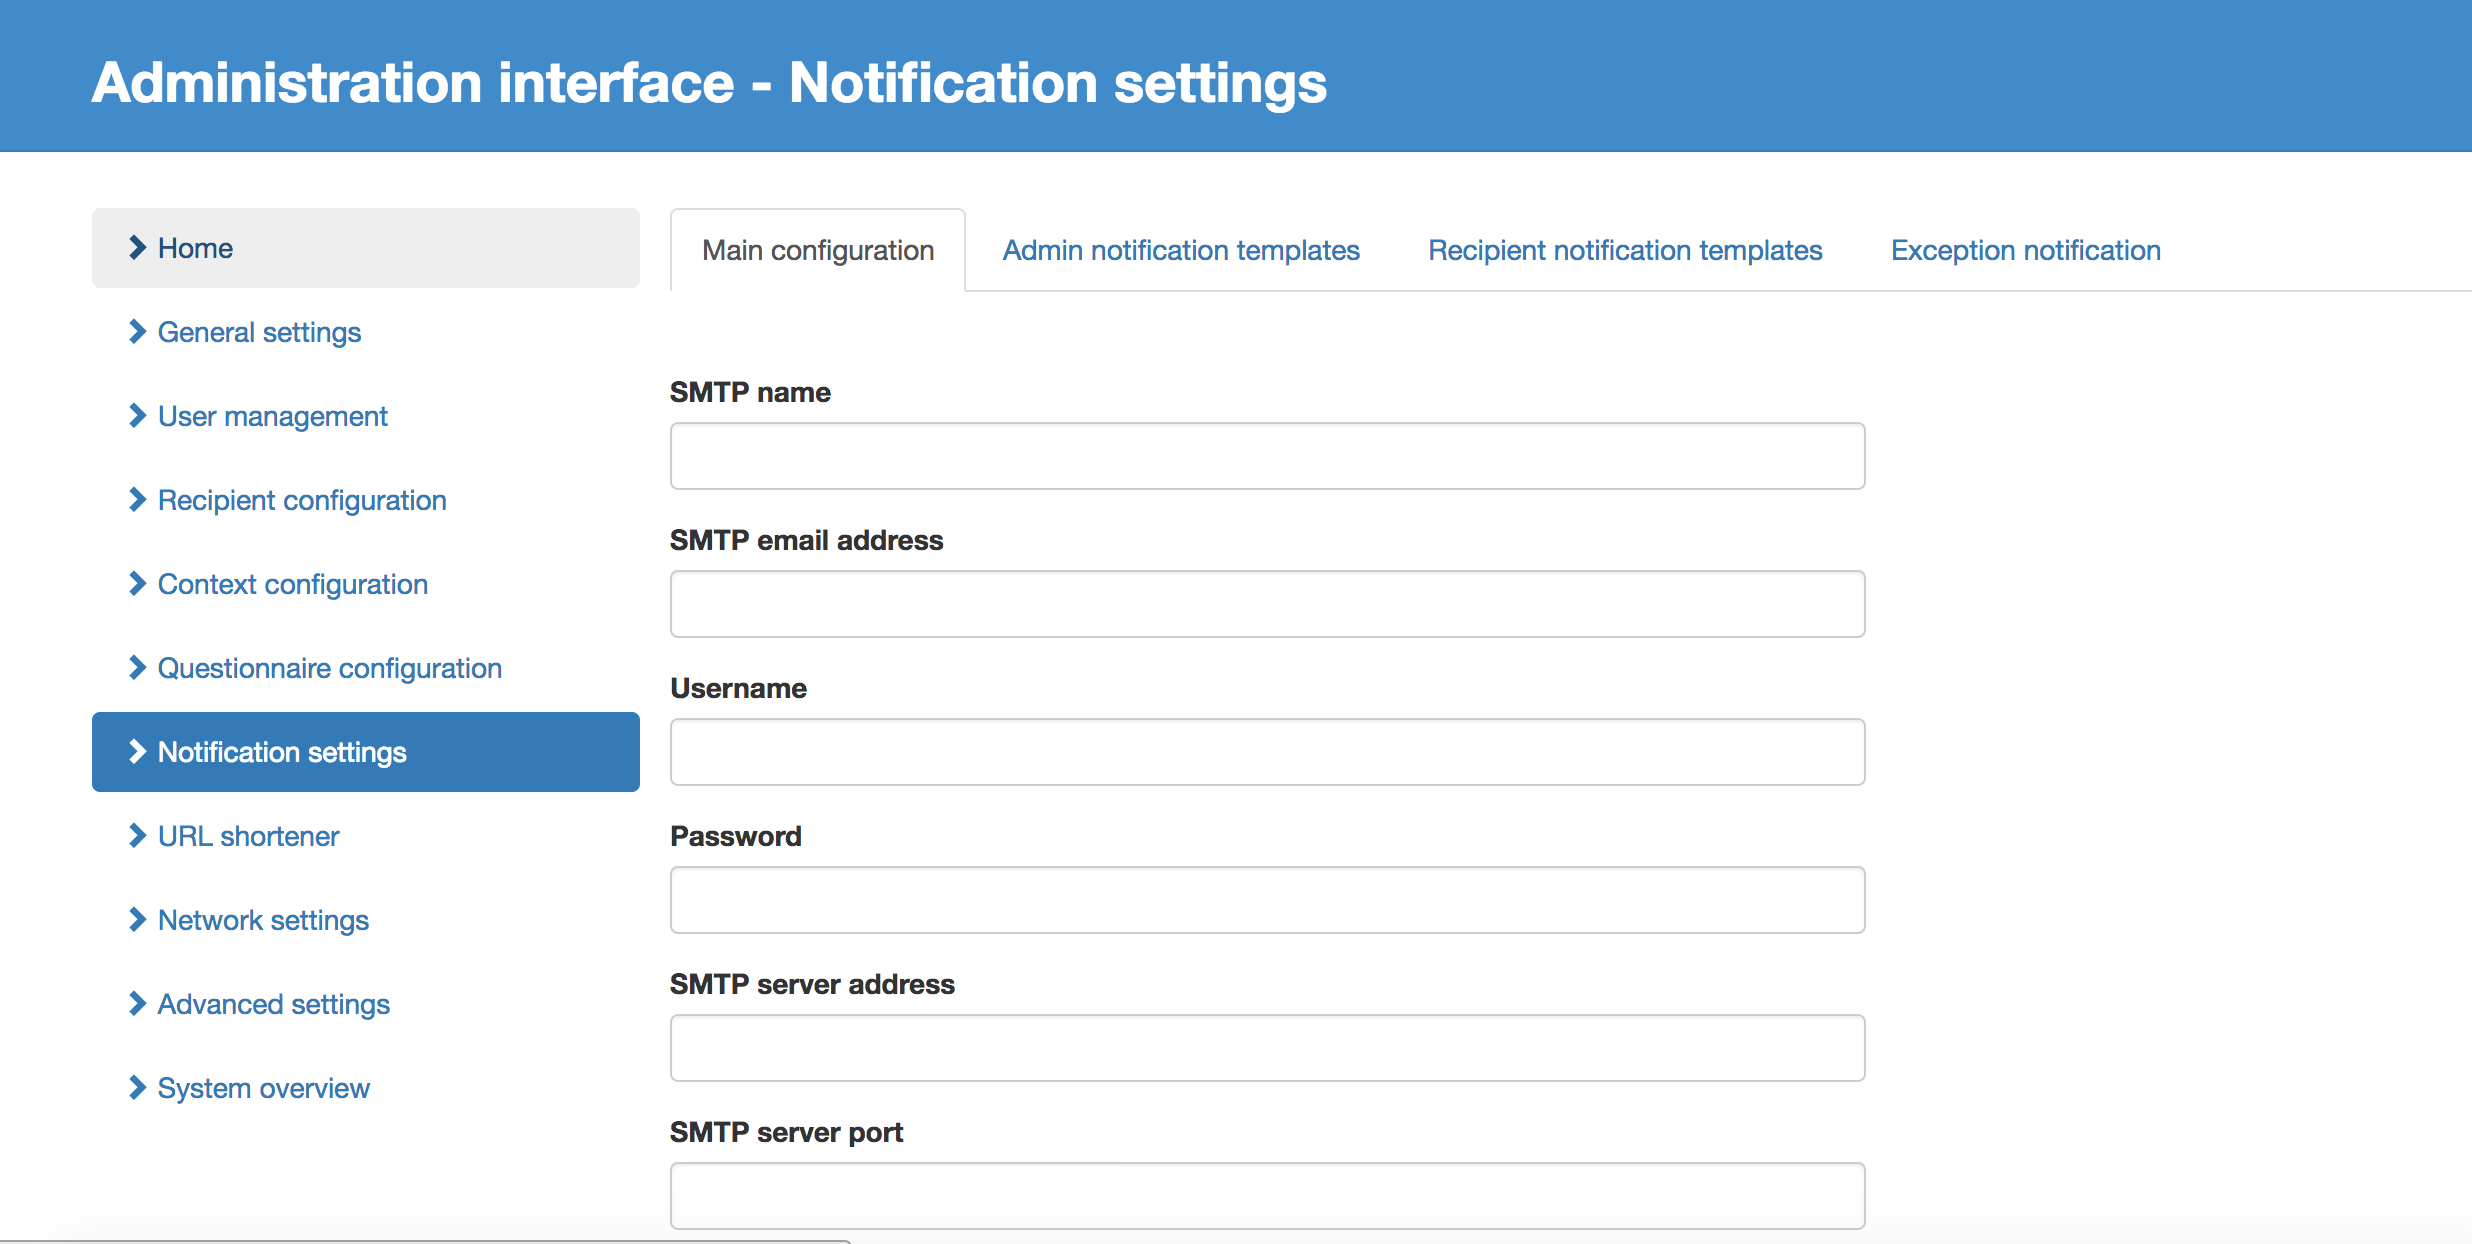 Administration interface - Notification settings
Home
General settings
User management
Recipient configuration
Context configuration
Questionnaire configuration
Notification settings
URL shortener
Network settings
Advanced settings
System overview
Main configuration
Admin notification templates
Recipient notification templates
Exception notification
SMTP name
SMTP email address
Username
Password
SMTP server address
SMTP server port